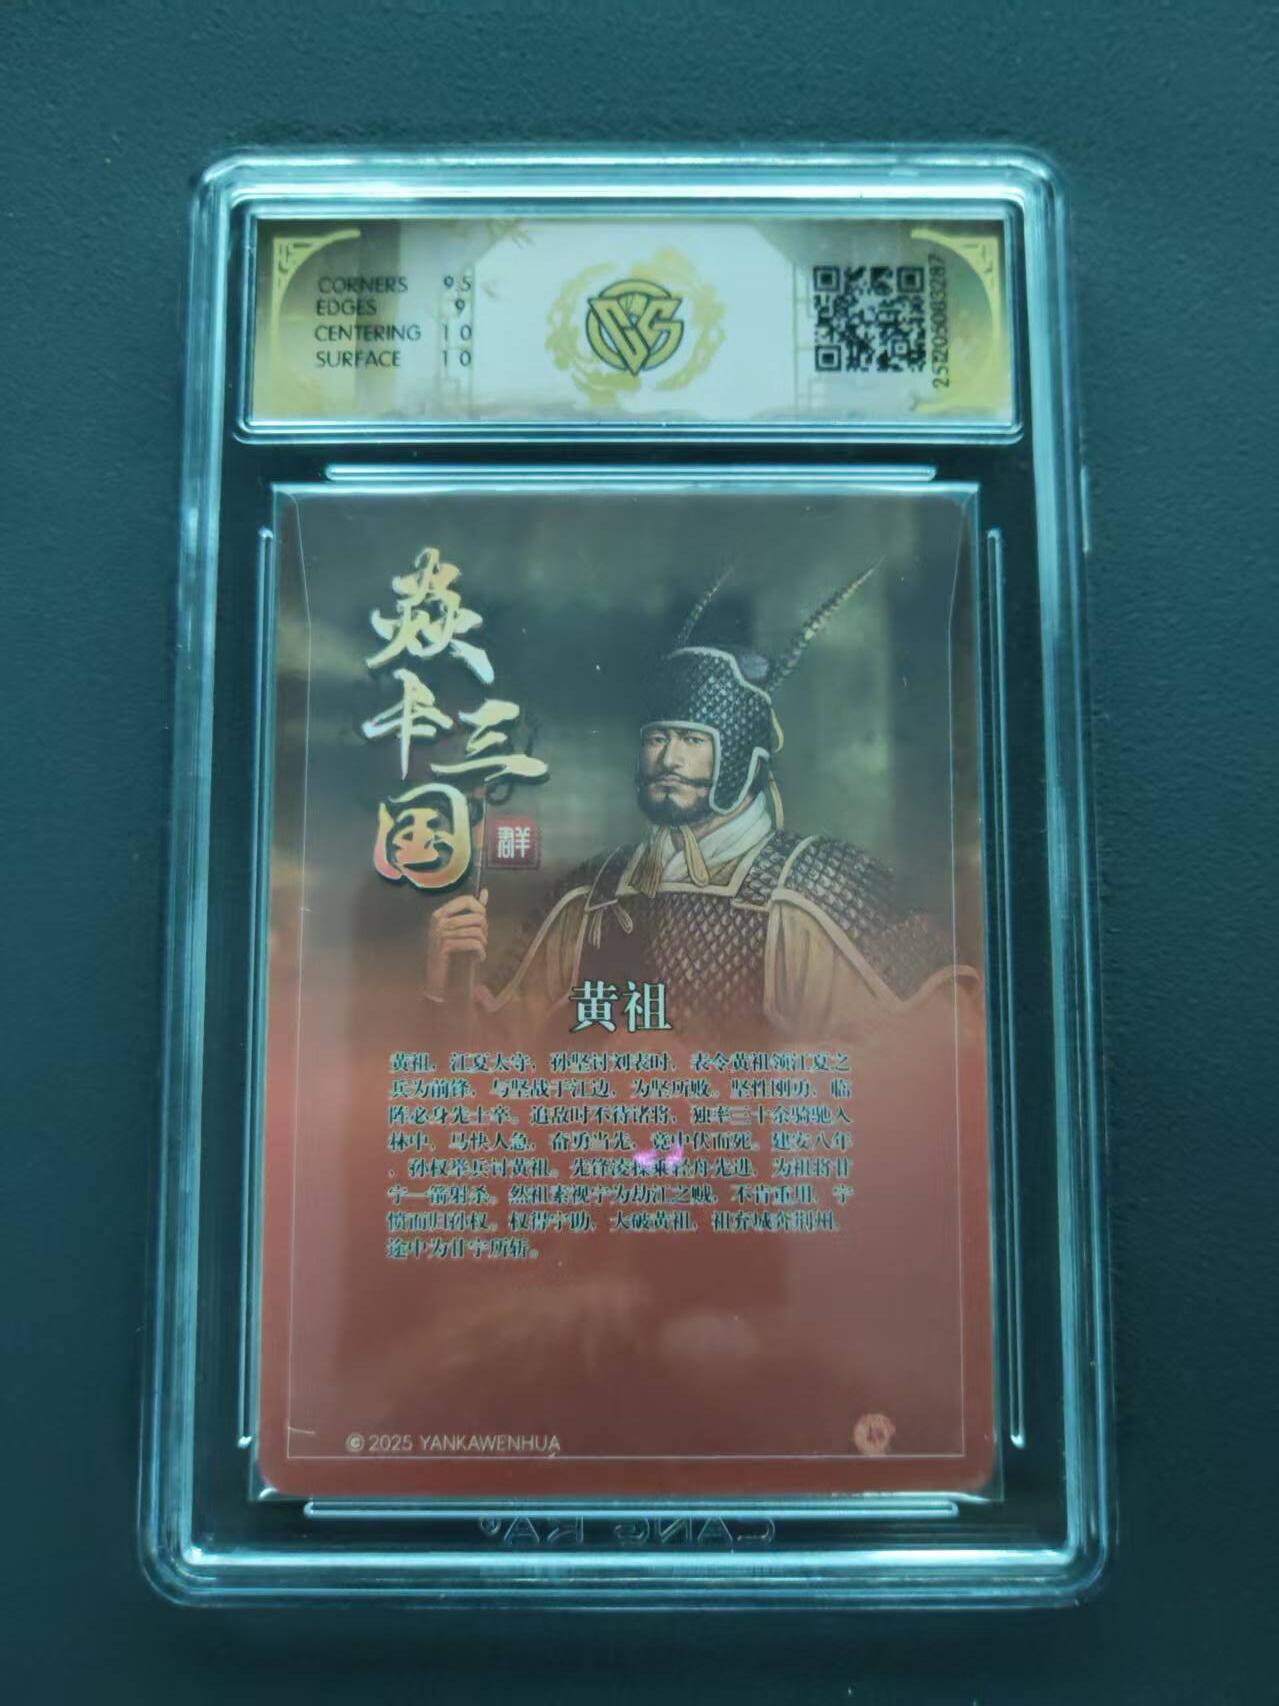 CORNERS 9.5
EDGES 9
CENTERING 10
SURFACE 10
CS
2512050083287
焱
卡三
国
群
黄祖
黄祖，江夏太守，孙坚讨刘表时，表令黄祖领江夏之
兵为前锋，与坚战于江边，为坚所败。坚性刚勇，临
阵必身先士卒。追敌时不待诸将，独率三十余骑驰入
林中，马快人急，奋勇当先，竟中伏而死。建安八年
，孙权举兵讨黄祖。先锋凌操乘轻舟先进，为祖将甘
宁一箭射杀。然祖素视宁为劫江之贼，不肯重用，宁
愤而归孙权。权得宁助，大破黄祖，祖弃城奔荆州，
途中为甘宁所斩。
©2025 YANKAWENHUA
CANG KA®